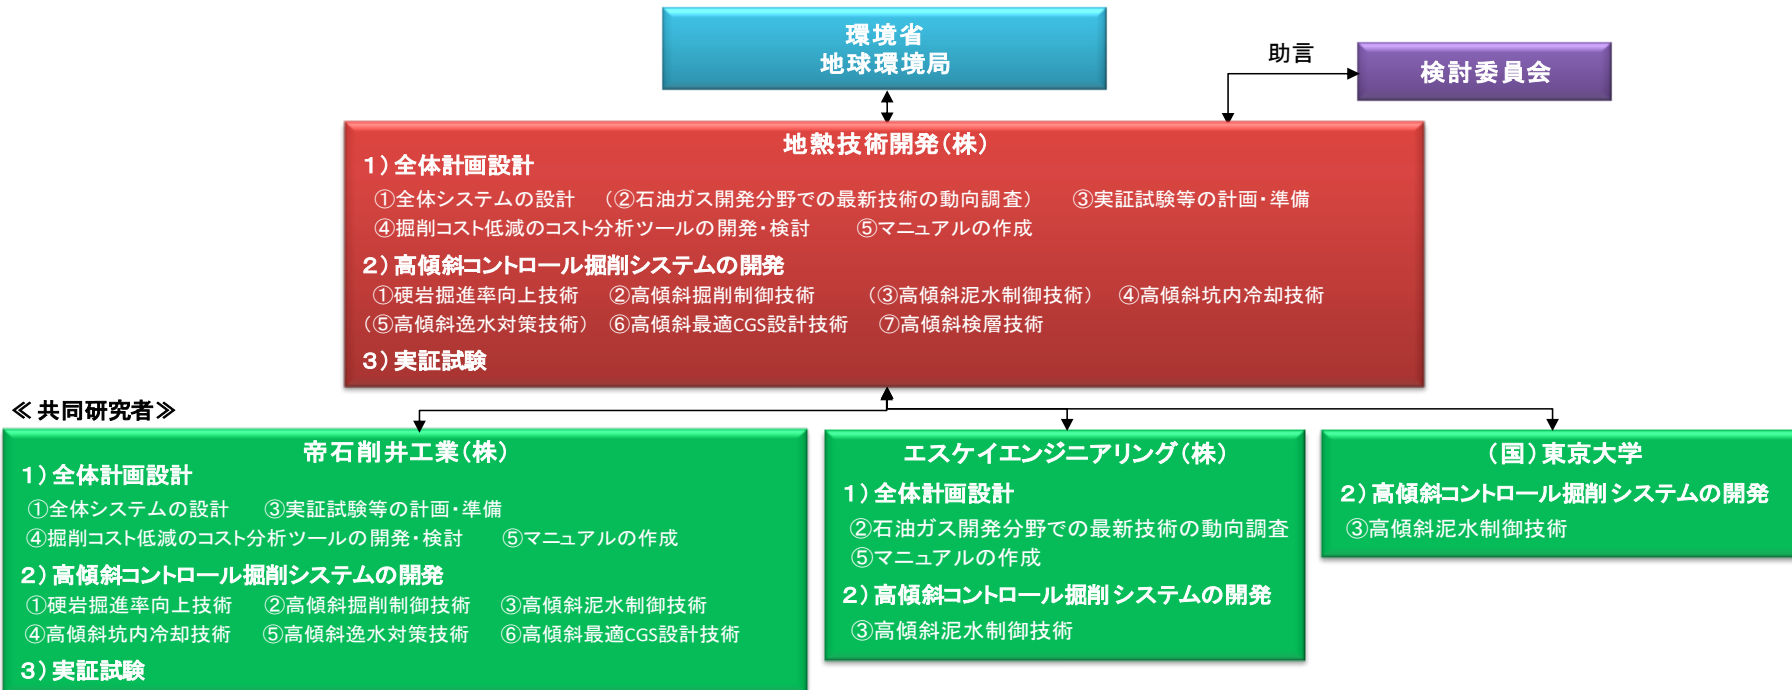 環境省
地球環境局
助言
検討委員会
地熱技術開発(株)
1)全体計画設計
①全体システムの設計 (②石油ガス開発分野での最新技術の動向調査) ③実証試験等の計画・準備
④掘削コスト低減のコスト分析ツールの開発・検討 ⑤マニュアルの作成
2)高傾斜コントロール掘削システムの開発
①硬岩掘進率向上技術 ②高傾斜掘削制御技術 (③高傾斜泥水制御技術) ④高傾斜坑内冷却技術
(⑤高傾斜逸水対策技術) ⑥高傾斜最適CGS設計技術 ⑦高傾斜検層技術
3)実証試験
≪共同研究者≫
帝石削井工業(株)
1)全体計画設計
①全体システムの設計 ③実証試験等の計画・準備
④掘削コスト低減のコスト分析ツールの開発・検討 ⑤マニュアルの作成
2)高傾斜コントロール掘削システムの開発
①硬岩掘進率向上技術 ②高傾斜掘削制御技術 ③高傾斜泥水制御技術
④高傾斜坑内冷却技術 ⑤高傾斜逸水対策技術 ⑥高傾斜最適CGS設計技術
3)実証試験
エスケイエンジニアリング(株)
1)全体計画設計
②石油ガス開発分野での最新技術の動向調査
⑤マニュアルの作成
2)高傾斜コントロール掘削システムの開発
③高傾斜泥水制御技術
(国)東京大学
2)高傾斜コントロール掘削システムの開発
③高傾斜泥水制御技術